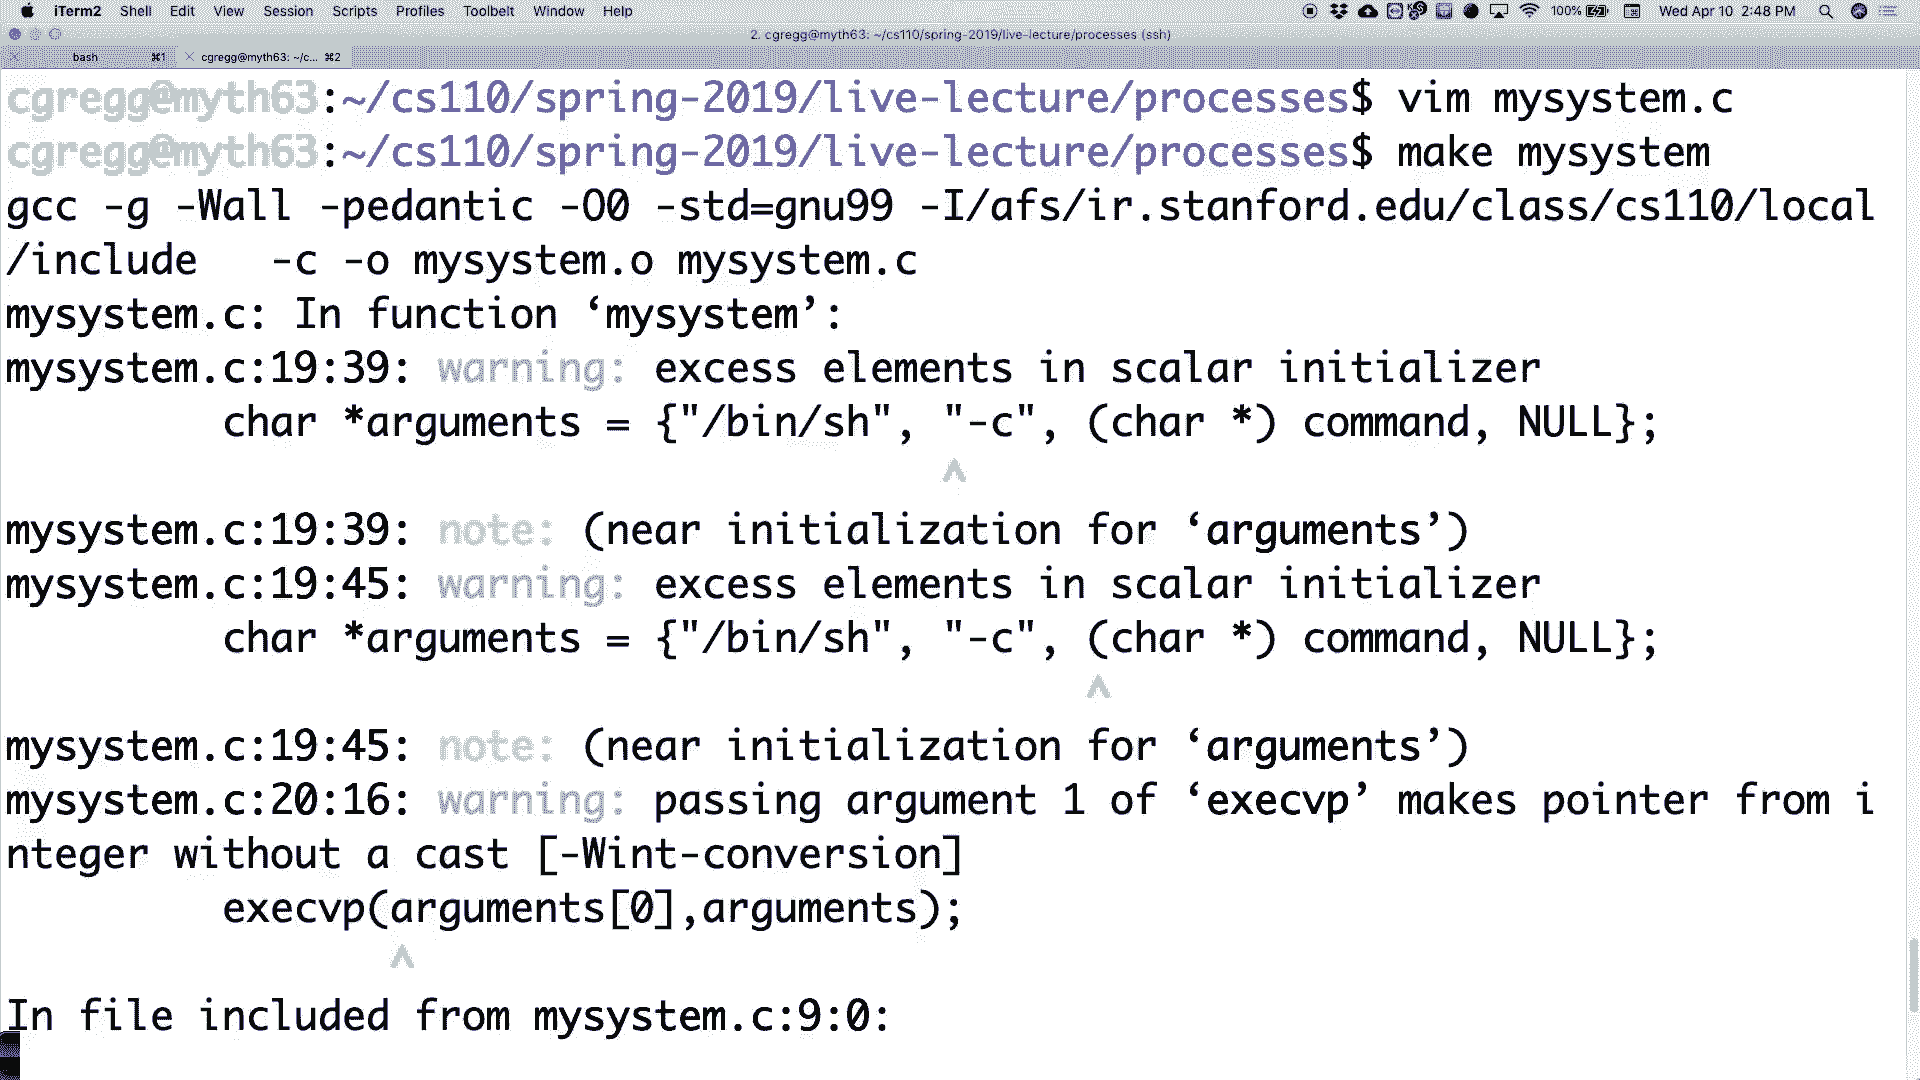 iTerm2 Shell Edit View Session Scripts Profiles Toolbelt Window Help 100% Wed Apr 10 2:48 PM
2. cgregg@myth63: ~/cs110/spring-2019/live-lecture/processes (ssh)
bash ⌘1 cgregg@myth63: ~/c... ⌘2
cgregg@myth63:~/cs110/spring-2019/live-lecture/processes$ vim mysystem.c
cgregg@myth63:~/cs110/spring-2019/live-lecture/processes$ make mysystem
gcc -g -Wall -pedantic -O0 -std=gnu99 -I/afs/ir.stanford.edu/class/cs110/local
/include   -c -o mysystem.o mysystem.c
mysystem.c: In function ‘mysystem’:
mysystem.c:19:39: warning: excess elements in scalar initializer
         char *arguments = {"/bin/sh", "-c", (char *) command, NULL};
                                       ^
mysystem.c:19:39: note: (near initialization for ‘arguments’)
mysystem.c:19:45: warning: excess elements in scalar initializer
         char *arguments = {"/bin/sh", "-c", (char *) command, NULL};
                                             ^
mysystem.c:19:45: note: (near initialization for ‘arguments’)
mysystem.c:20:16: warning: passing argument 1 of ‘execvp’ makes pointer from i
nteger without a cast [-Wint-conversion]
         execvp(arguments[0],arguments);
                ^
In file included from mysystem.c:9:0: